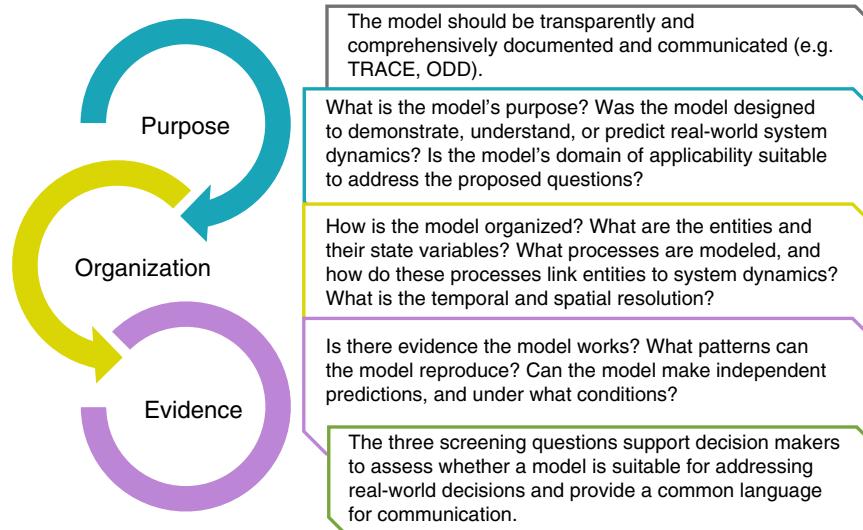 The model should be transparently and
comprehensively documented and communicated (e.g.
TRACE, ODD).
Purpose
What is the model's purpose? Was the model designed
to demonstrate, understand, or predict real-world system
dynamics? Is the model's domain of applicability suitable
to address the proposed questions?
Organization
How is the model organized? What are the entities and
their state variables? What processes are modeled, and
how do these processes link entities to system dynamics?
What is the temporal and spatial resolution?
Evidence
Is there evidence the model works? What patterns can
the model reproduce? Can the model make independent
predictions, and under what conditions?
The three screening questions support decision makers
to assess whether a model is suitable for addressing
real-world decisions and provide a common language
for communication.